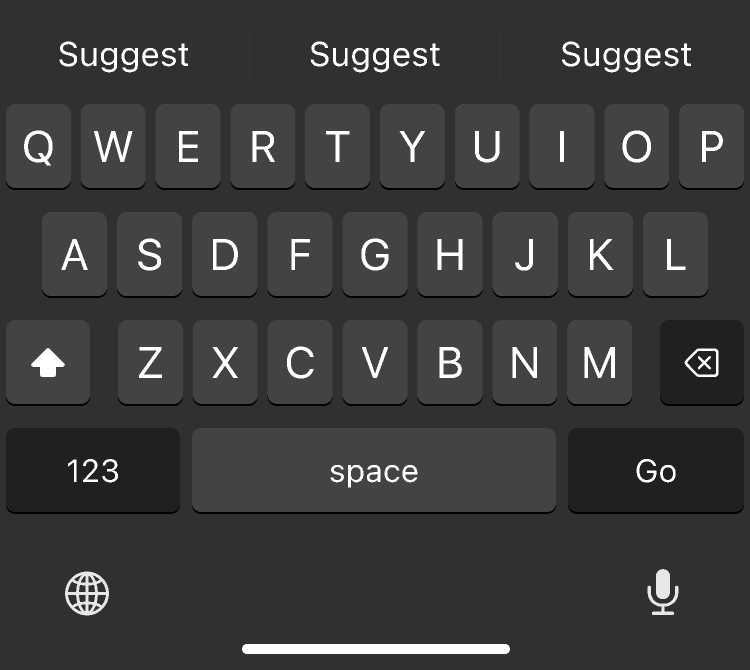 Suggest Suggest Suggest
Q W E R T Y U I O P
A S D F G H J K L
Z X C V B N M
123 space Go